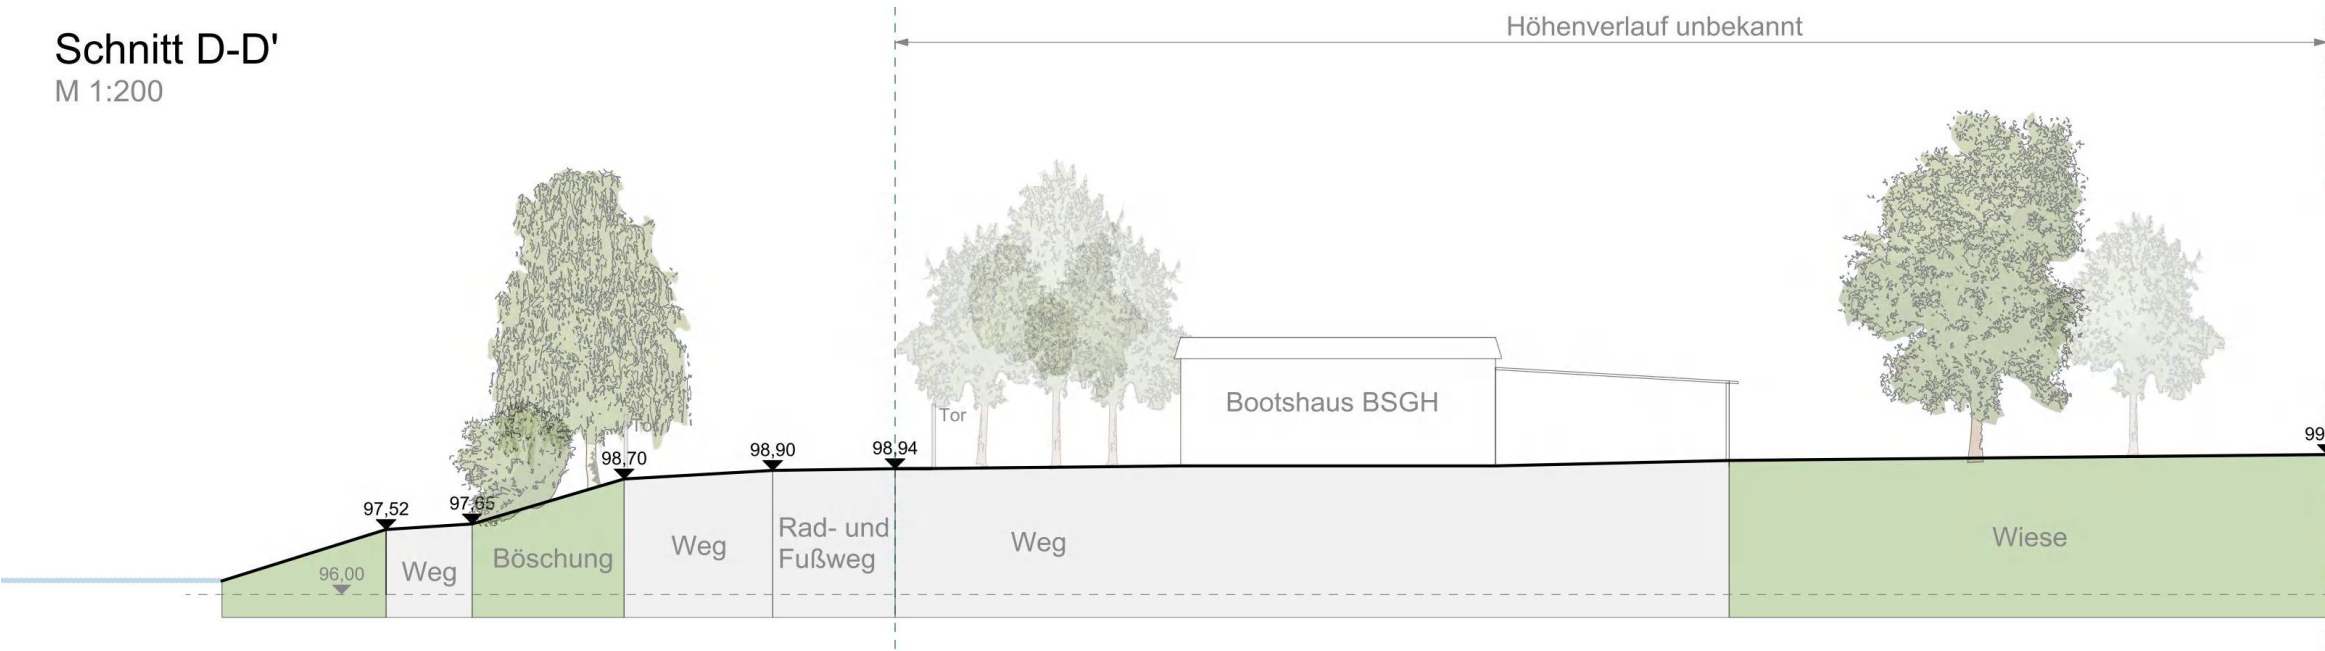 Höhenverlauf unbekannt
Schnitt D-D'
M 1:200
Tor
Tor
Bootshaus BSGH
97,52
97,65
98,70
98,90
98,94
99
96,00
Weg
Böschung
Weg
Rad- und
Fußweg
Weg
Wiese